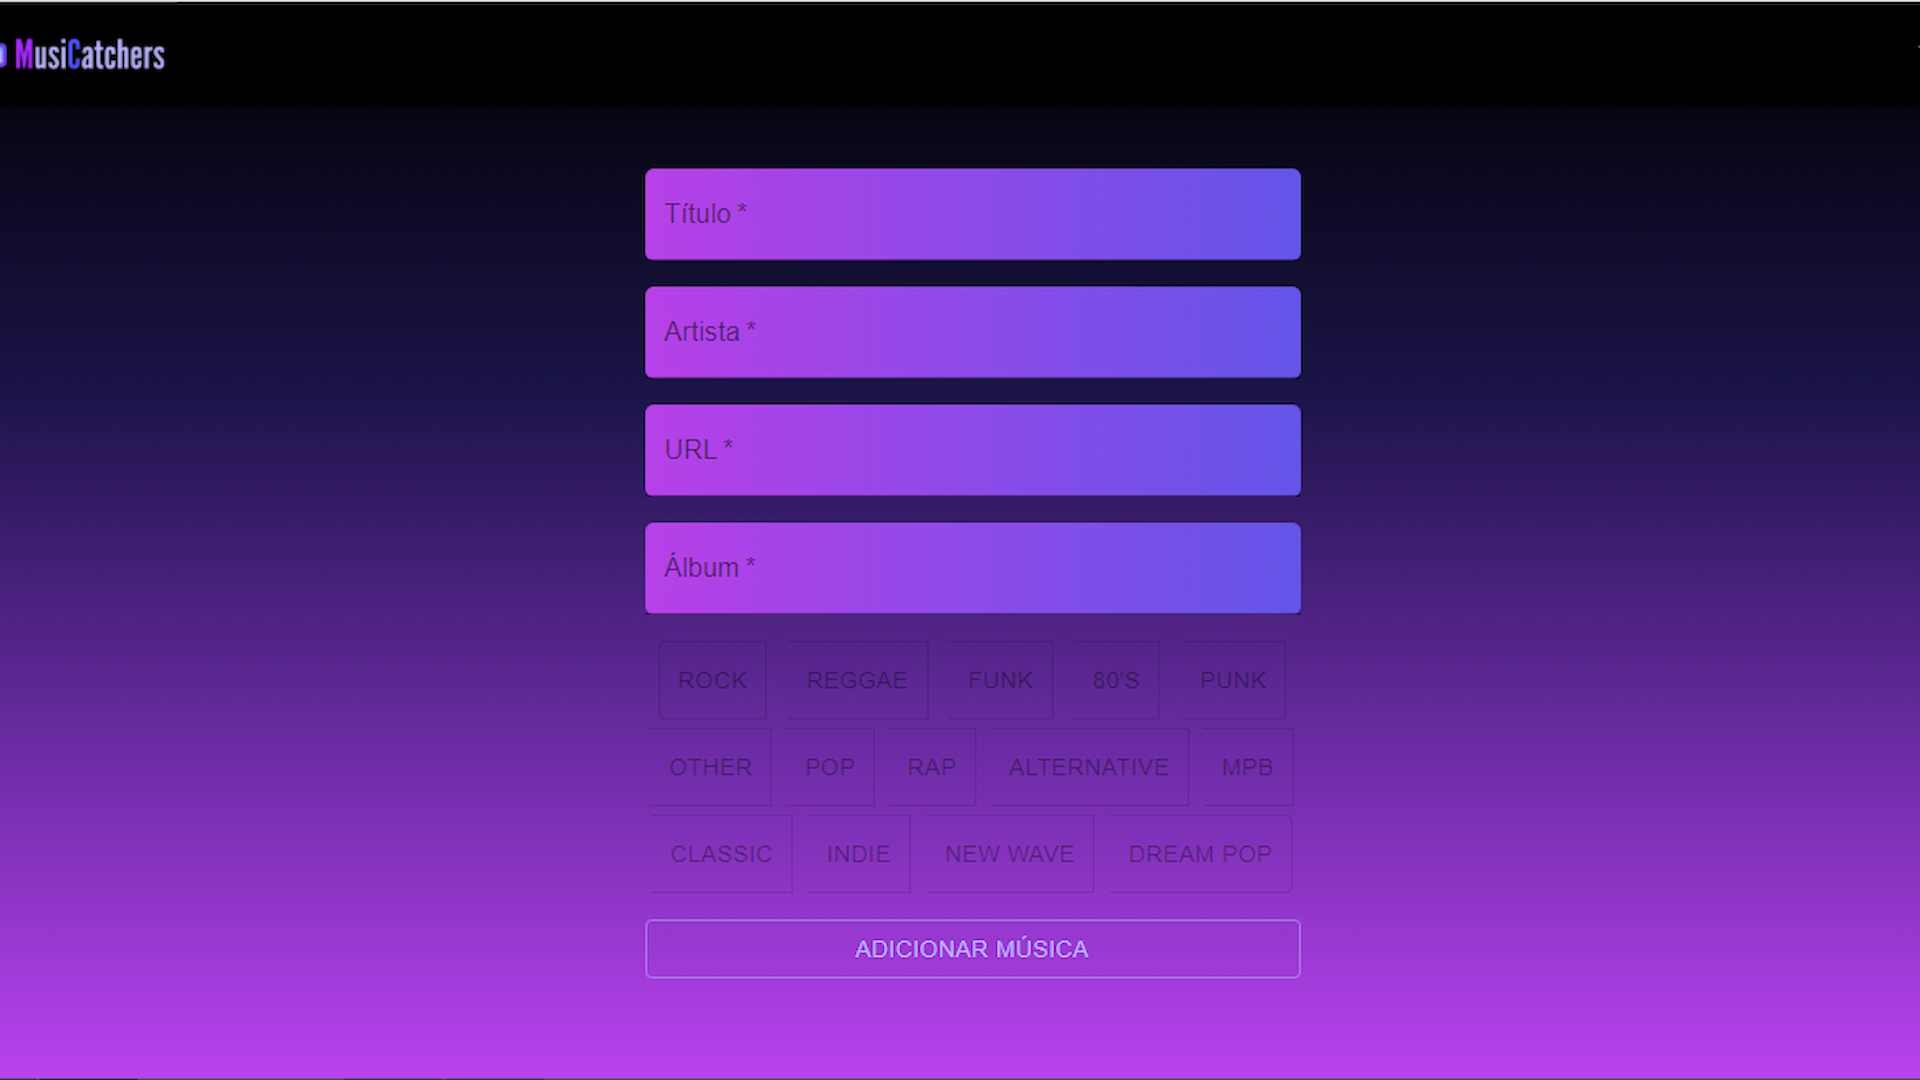 MusiCatchers
Título *
Artista *
URL *
Álbum *
ROCK REGGAE FUNK 80'S PUNK
OTHER POP RAP ALTERNATIVE MPB
CLASSIC INDIE NEW WAVE DREAM POP
ADICIONAR MÚSICA